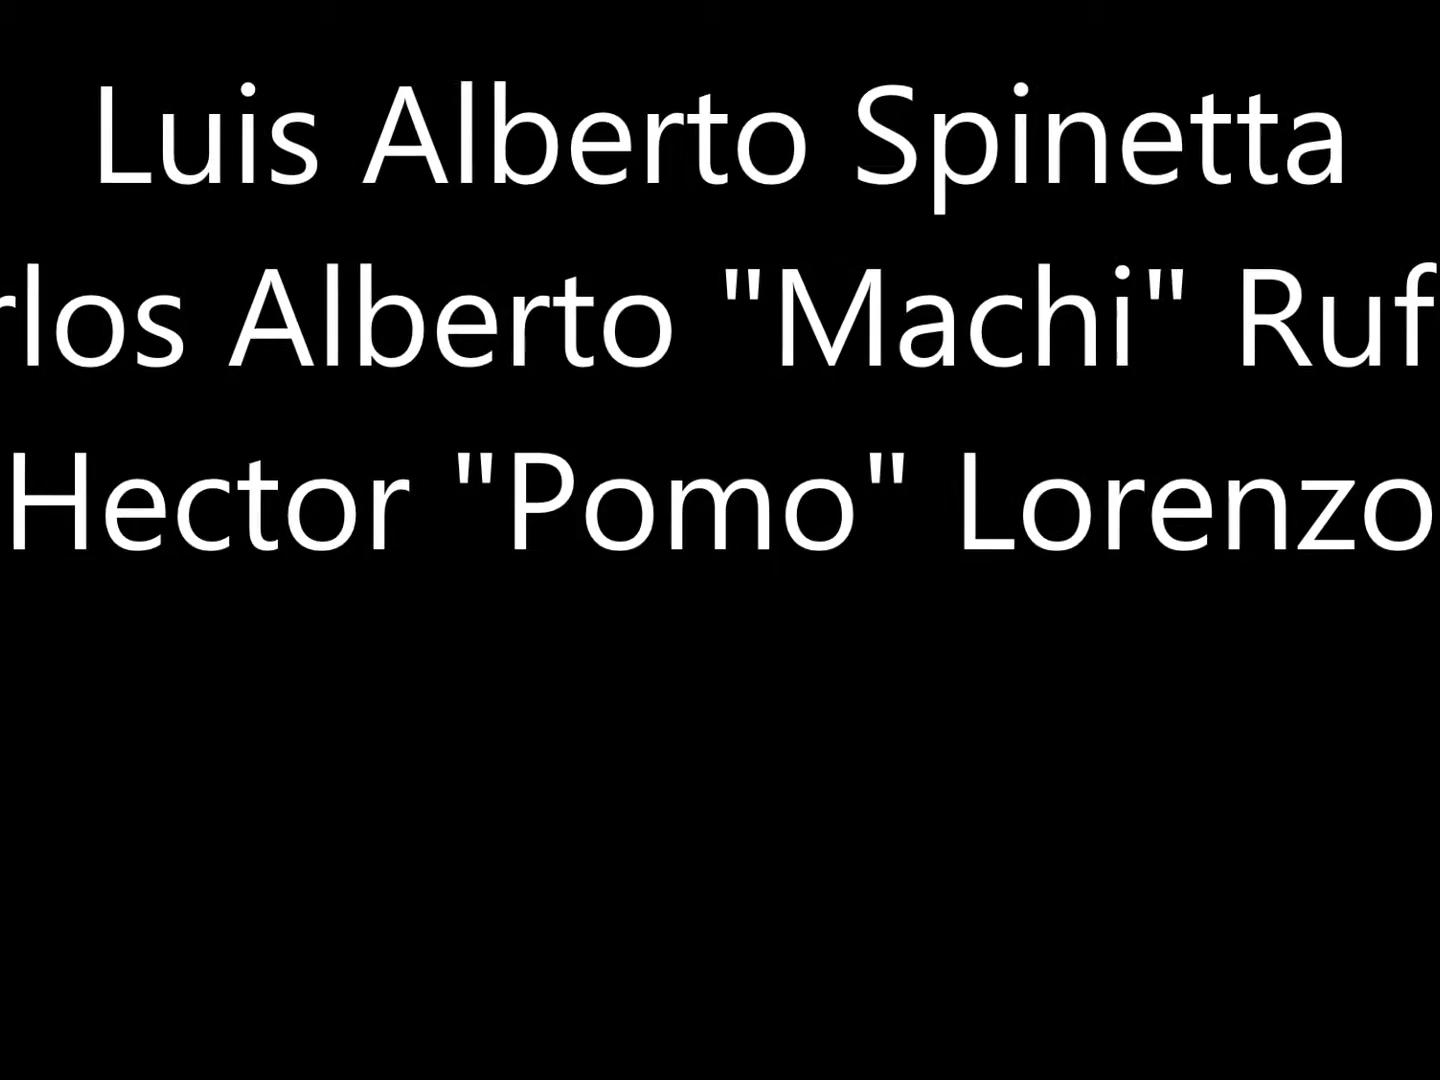 Luis Alberto Spinetta
rlos Alberto "Machi" Ruf
Hector "Pomo" Lorenzo